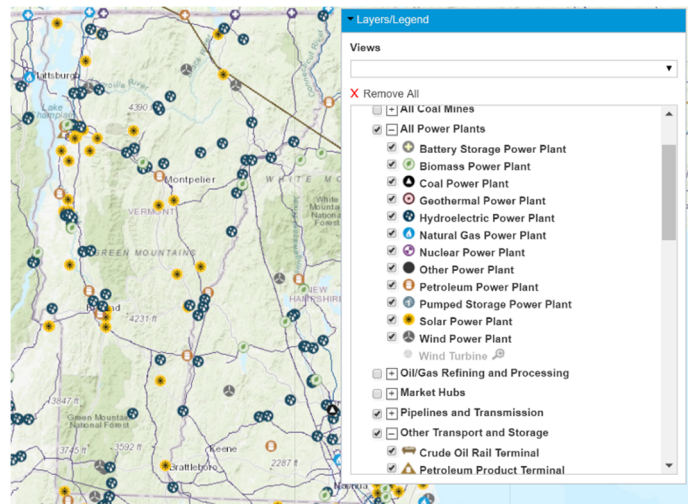 Layers/Legend
Views
X Remove All
All Coal Mines
All Power Plants
Battery Storage Power Plant
Biomass Power Plant
Coal Power Plant
Geothermal Power Plant
Hydroelectric Power Plant
Natural Gas Power Plant
Nuclear Power Plant
Other Power Plant
Petroleum Power Plant
Pumped Storage Power Plant
Solar Power Plant
Wind Power Plant
Wind Turbine
Oil/Gas Refining and Processing
Market Hubs
Pipelines and Transmission
Other Transport and Storage
Crude Oil Rail Terminal
Petroleum Product Terminal
4390 ft
Lake
Montpelier
VERMONT
White
Mounta
Nationa
Forest
GREEN MOUNTAINS
NEW
HAMPSHIRE
4231 ft
3847 ft
Green Mountain
National Forest
3745 ft
3592 ft
Keene
Brattleboro
2287 ft